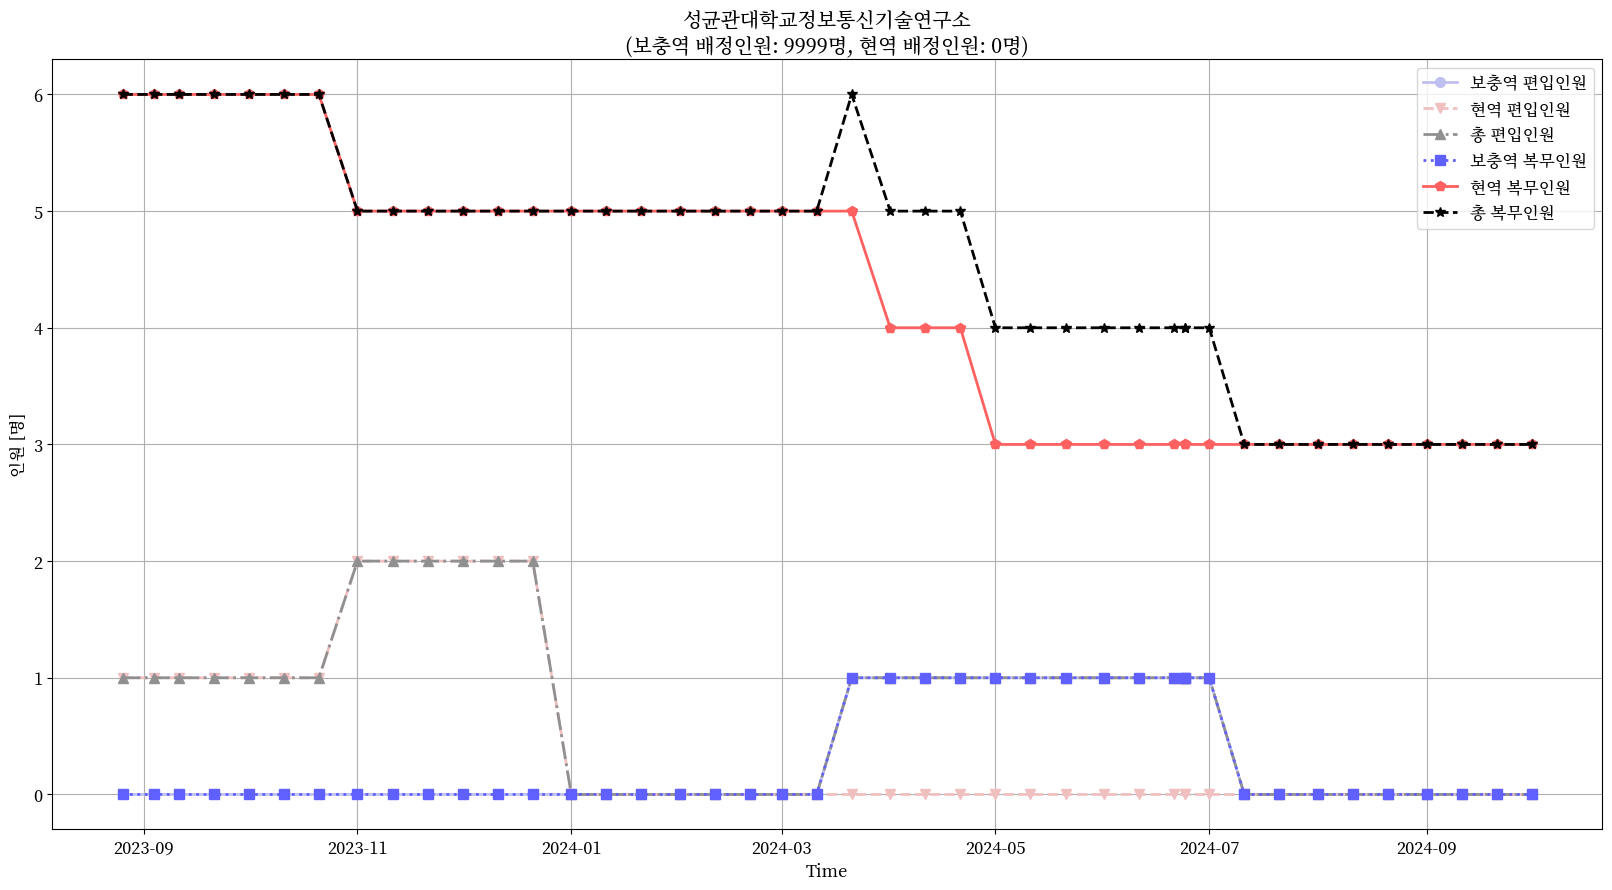 성균관대학교정보통신기술연구소
(보충역 배정인원: 9999명, 현역 배정인원: 0명)
보충역 편입인원
현역 편입인원
총 편입인원
보충역 복무인원
현역 복무인원
총 복무인원
인원 [명]
6
5
4
3
2
1
0
2023-09
2023-11
2024-01
2024-03
2024-05
2024-07
2024-09
Time